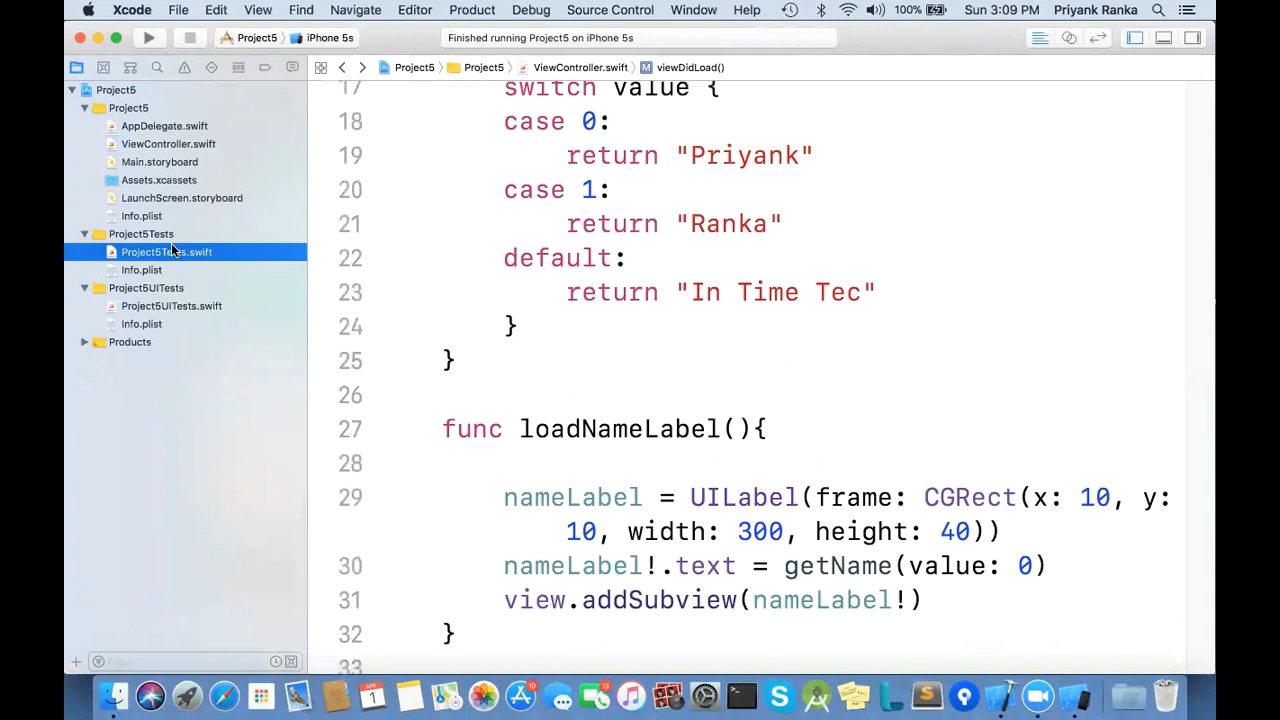 Xcode File Edit View Find Navigate Editor Product Debug Source Control Window Help 100% Sun 3:09 PM Priyank Ranka
Project5 iPhone 5s Finished running Project5 on iPhone 5s
Project5 Project5 ViewController.swift M viewDidLoad()
Project5
Project5
AppDelegate.swift
ViewController.swift
Main.storyboard
Assets.xcassets
LaunchScreen.storyboard
Info.plist
Project5Tests
Project5Tests.swift
Info.plist
Project5UITests
Project5UITests.swift
Info.plist
Products
17 switch value {
18 case 0:
19 return "Priyank"
20 case 1:
21 return "Ranka"
22 default:
23 return "In Time Tec"
24 }
25 }
26
27 func loadNameLabel(){
28
29 nameLabel = UILabel(frame: CGRect(x: 10, y:
10, width: 300, height: 40))
30 nameLabel!.text = getName(value: 0)
31 view.addSubview(nameLabel!)
32 }
33